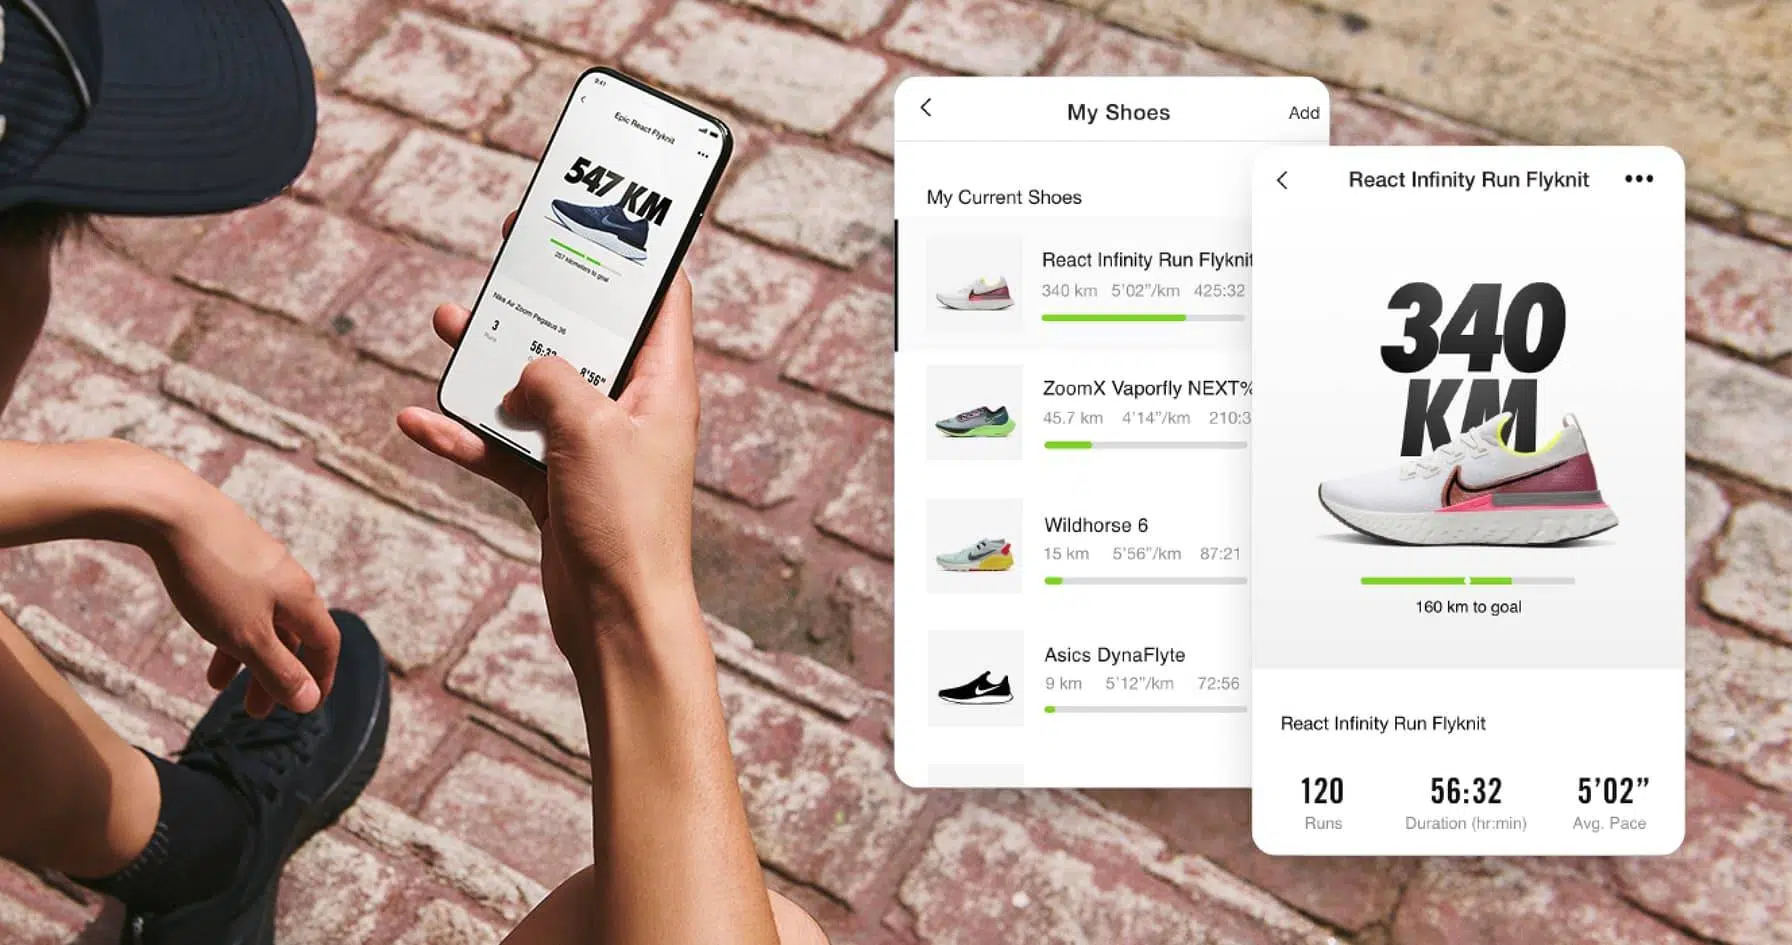 9:41
Epic React Flyknit
547 KM
257 kilometers to goal
Nike Air Zoom Pegasus 36
3
Runs
56:32
8'56"
My Shoes
Add
My Current Shoes
React Infinity Run Flyknit
340 km 5'02"/km 425:32
ZoomX Vaporfly NEXT%
45.7 km 4'14"/km 210:3
Wildhorse 6
15 km 5'56"/km 87:21
Asics DynaFlyte
9 km 5'12"/km 72:56
React Infinity Run Flyknit
340
KM
160 km to goal
React Infinity Run Flyknit
120 56:32 5'02"
Runs Duration (hr:min) Avg. Pace